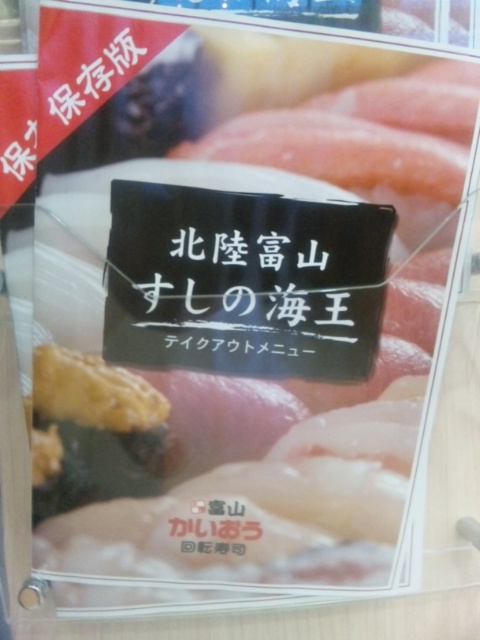 保存版
保
北陸富山
すしの海王
テイクアウトメニュー
富山
かいおう
回転寿司